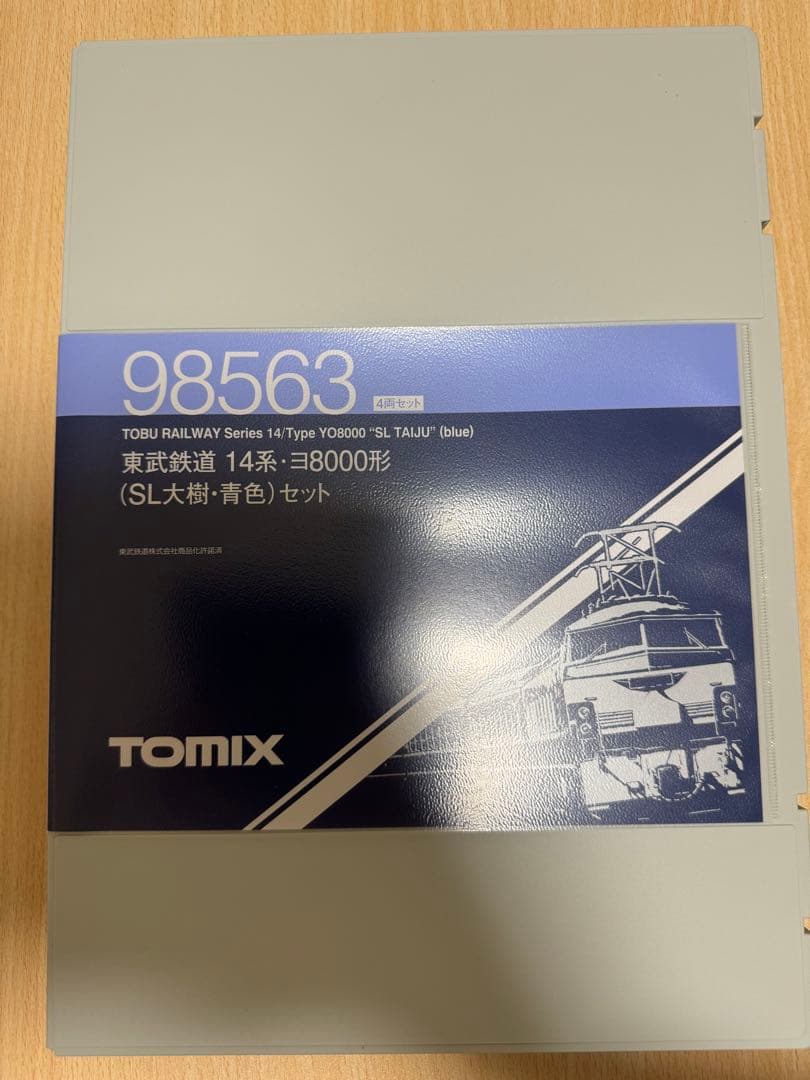 98563 4両セット
TOBU RAILWAY Series 14/Type YO8000 “SL TAIJU” (blue)
東武鉄道 14系・ヨ8000形
(SL大樹・青色)セット
東武鉄道株式会社商品化許諾済
TOMIX